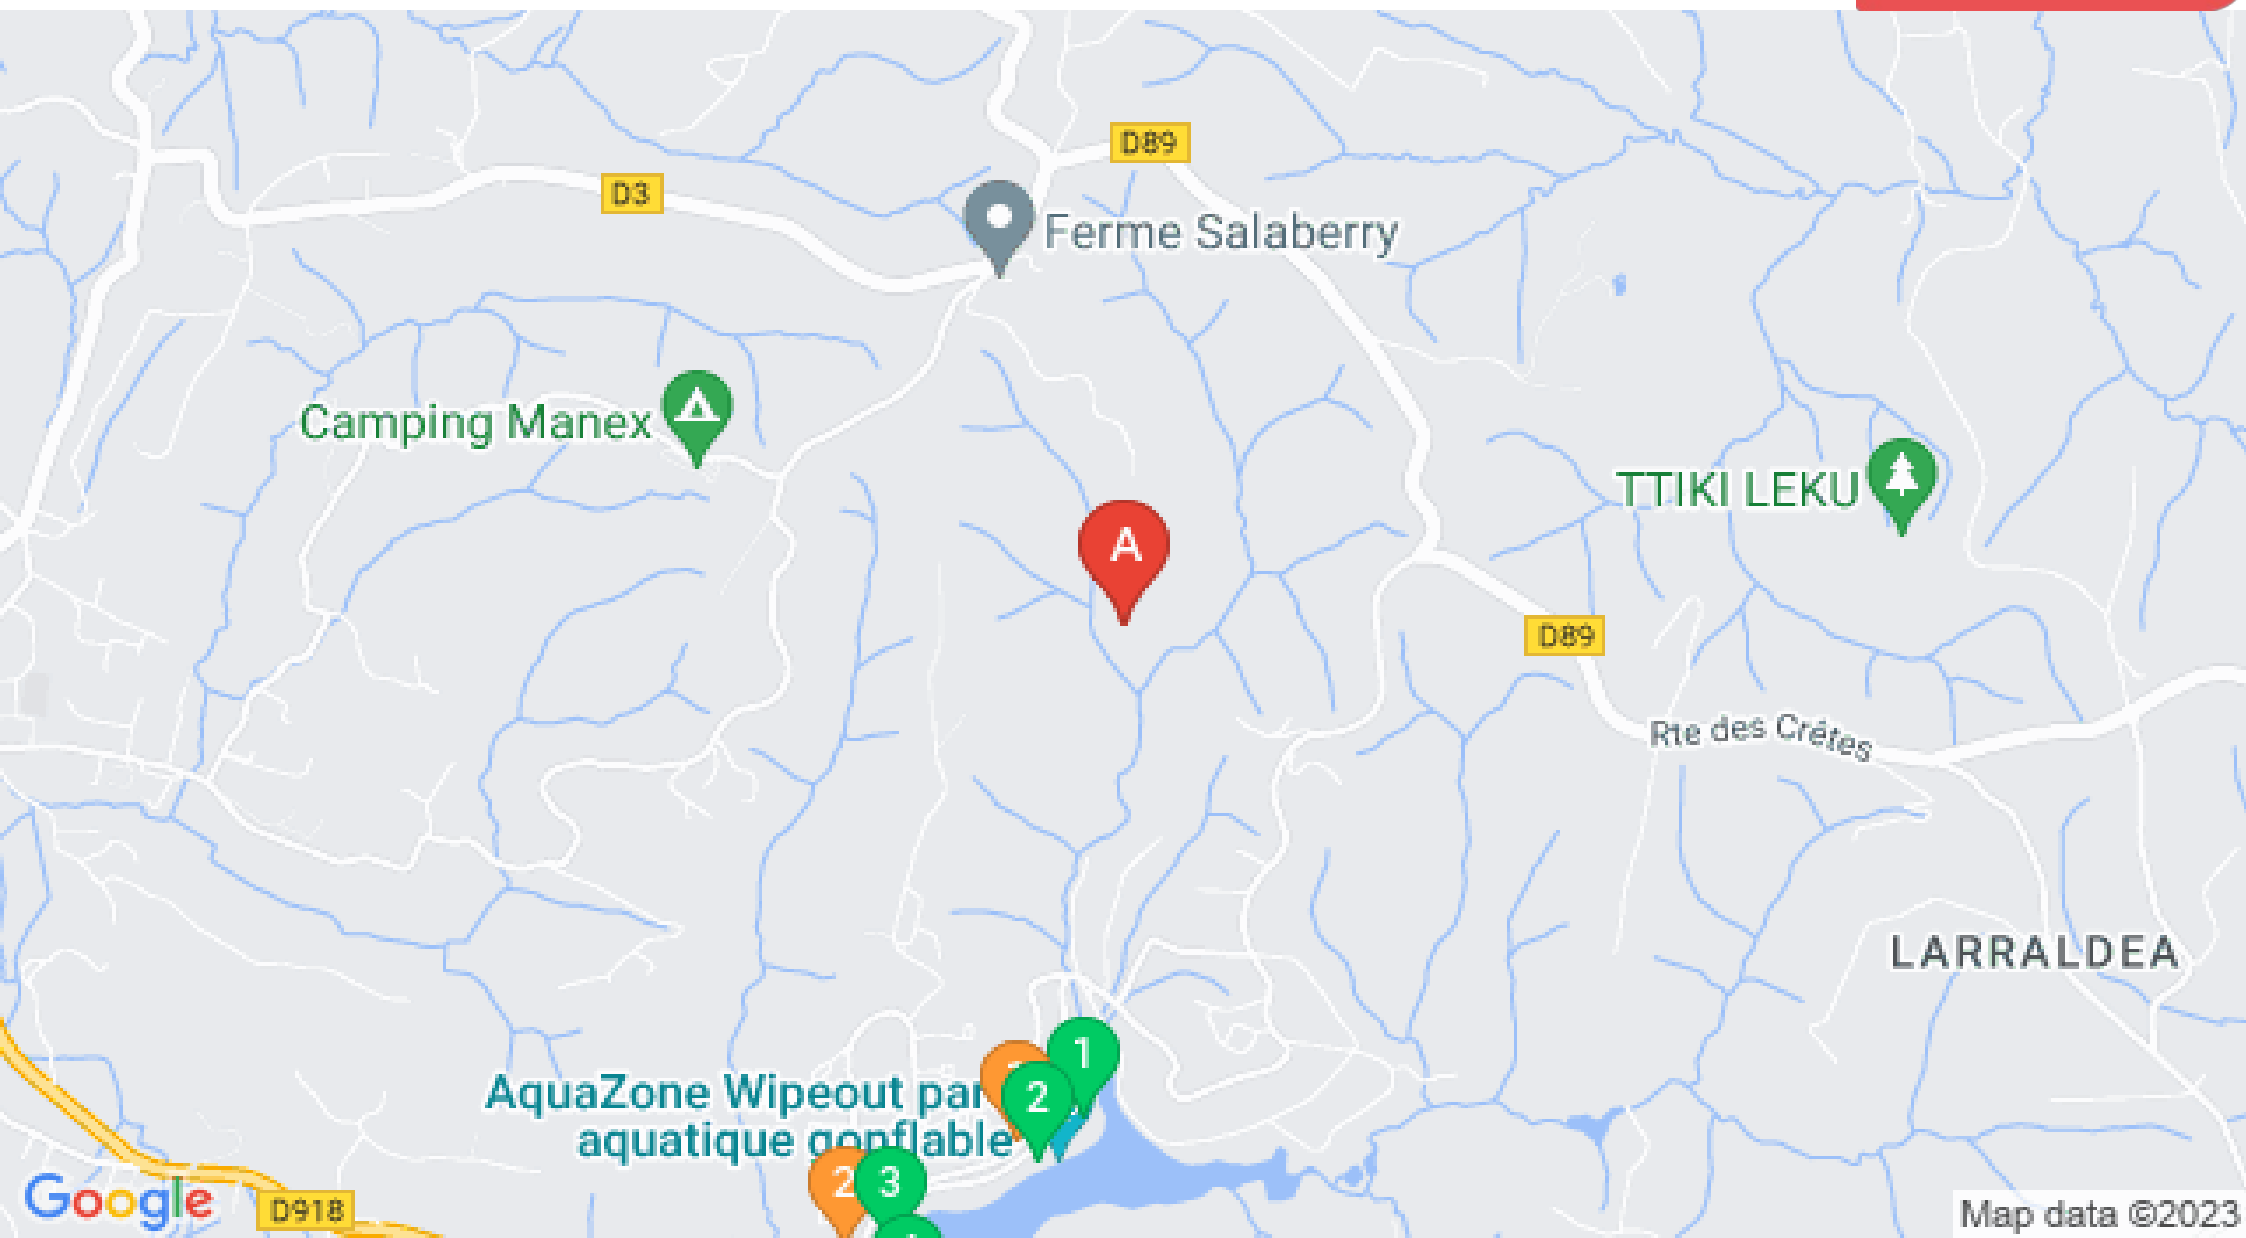 D89
D3
Ferme Salaberry
Camping Manex
TTIKI LEKU
A
D89
Rte des Crêtes
LARRALDEA
1
2
AquaZone Wipeout par
aquatique gonflable
2
3
Google
D918
Map data ©2023